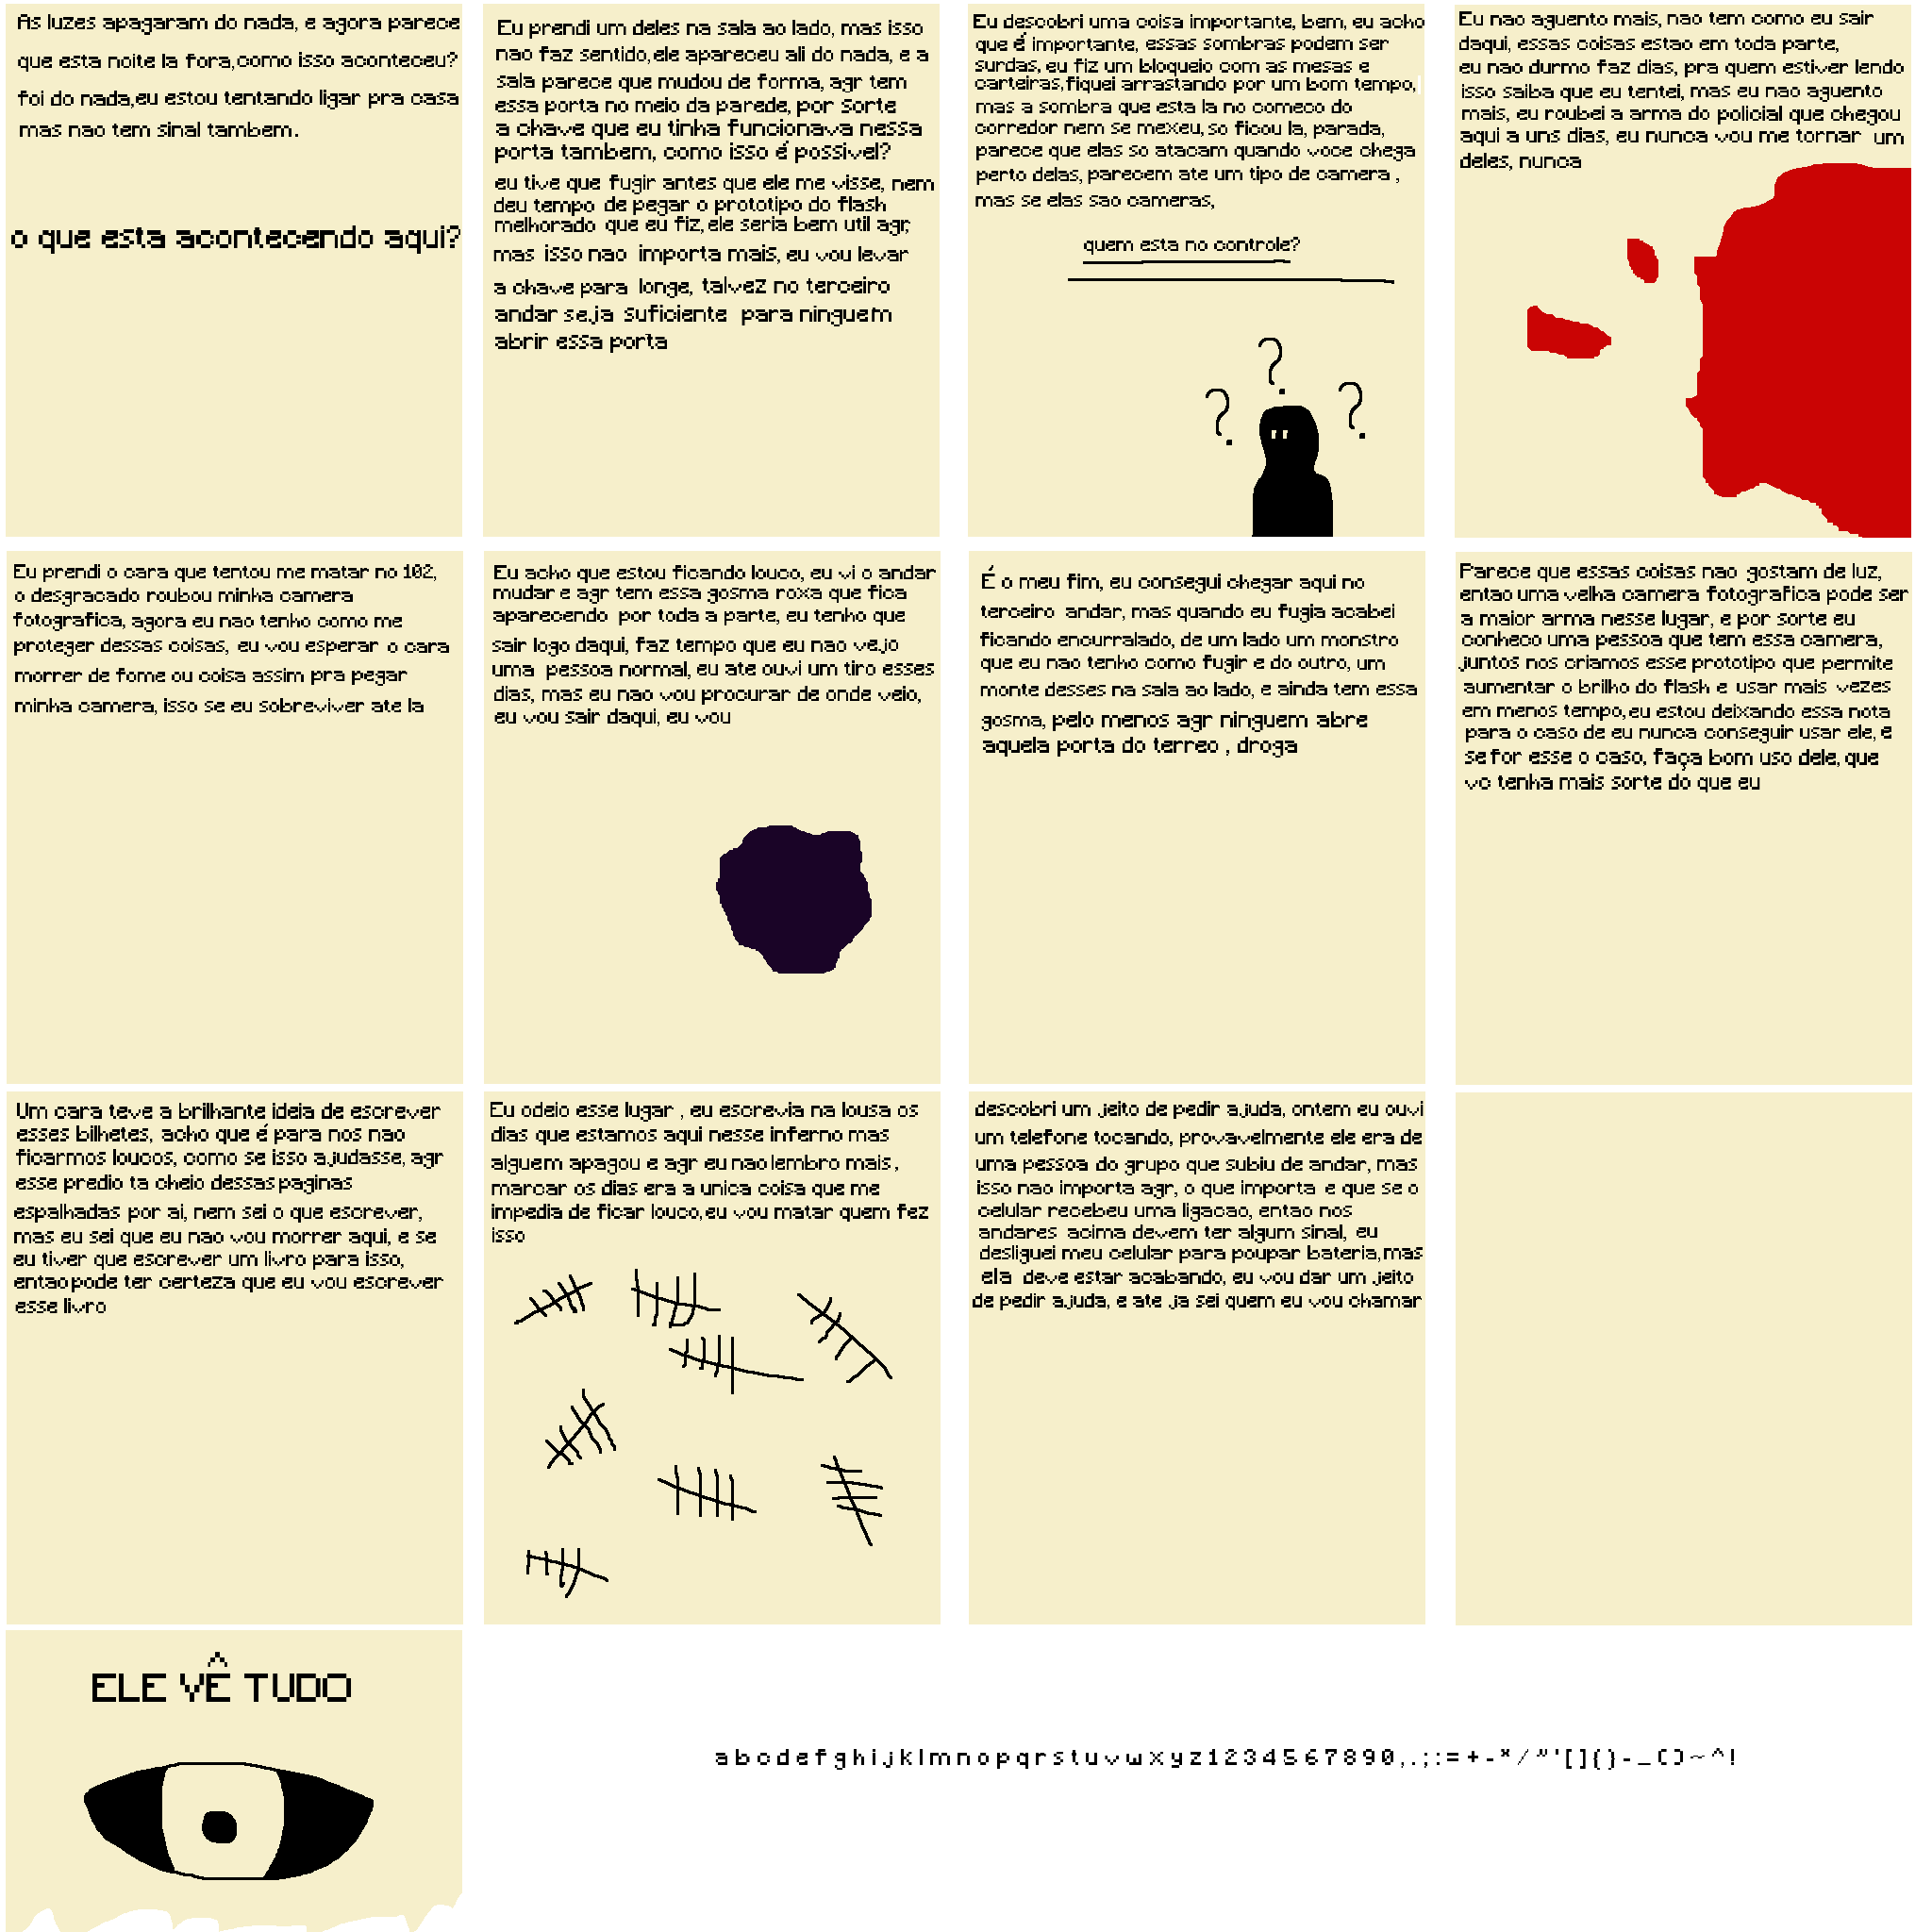 As luzes apagaram do nada, e agora parece
que esta noite la fora,como isso aconteceu?
foi do nada,eu estou tentando ligar pra casa
mas nao tem sinal tambem.
o que esta acontecendo aqui?
Eu prendi um deles na sala ao lado, mas isso
nao faz sentido,ele apareceu ali do nada, e a
sala parece que mudou de forma, agr tem
essa porta no meio da parede, por sorte
a chave que eu tinha funcionava nessa
porta tambem, como isso é possivel?
eu tive que fugir antes que ele me visse, nem
deu tempo de pegar o prototipo do flash
melhorado que eu fiz,ele seria bem util agr,
mas isso nao importa mais, eu vou levar
a chave para longe, talvez no terceiro
andar seja suficiente para ninguem
abrir essa porta
Eu descobri uma coisa importante, bem, eu acho
que é importante, essas sombras podem ser
surdas, eu fiz um bloqueio com as mesas e
carteiras,fiquei arrastando por um bom tempo,
mas a sombra que esta la no comeco do
corredor nem se mexeu, so ficou la, parada,
parece que elas so atacam quando voce chega
perto delas, parecem ate um tipo de camera ,
mas se elas sao cameras,
quem esta no controle?
? ? ?
Eu nao aguento mais, nao tem como eu sair
daqui, essas coisas estao em toda parte,
eu nao durmo faz dias, pra quem estiver lendo
isso saiba que eu tentei, mas eu nao aguento
mais, eu roubei a arma do policial que chegou
aqui a uns dias, eu nunca vou me tornar um
deles, nunca
Eu prendi o cara que tentou me matar no 102,
o desgracado roubou minha camera
fotografica, agora eu nao tenho como me
proteger dessas coisas, eu vou esperar o cara
morrer de fome ou coisa assim pra pegar
minha camera, isso se eu sobreviver ate la
Eu acho que estou ficando louco, eu vi o andar
mudar e agr tem essa gosma roxa que fica
aparecendo por toda a parte, eu tenho que
sair logo daqui, faz tempo que eu nao vejo
uma pessoa normal, eu ate ouvi um tiro esses
dias, mas eu nao vou procurar de onde veio,
eu vou sair daqui, eu vou
É o meu fim, eu consegui chegar aqui no
terceiro andar, mas quando eu fugia acabei
ficando encurralado, de um lado um monstro
que eu nao tenho como fugir e do outro, um
monte desses na sala ao lado, e ainda tem essa
gosma, pelo menos agr ninguem abre
aquela porta do terreo , droga
Parece que essas coisas nao gostam de luz,
entao uma velha camera fotografica pode ser
a maior arma nesse lugar, e por sorte eu
conheco uma pessoa que tem essa camera,
juntos nos criamos esse prototipo que permite
aumentar o brilho do flash e usar mais vezes
em menos tempo,eu estou deixando essa nota
para o caso de eu nunca conseguir usar ele, e
se for esse o caso, faça bom uso dele, que
vc tenha mais sorte do que eu
Um cara teve a brilhante ideia de escrever
esses bilhetes, acho que é para nos nao
ficarmos loucos, como se isso ajudasse, agr
esse predio ta cheio dessas paginas
espalhadas por ai, nem sei o que escrever,
mas eu sei que eu nao vou morrer aqui, e se
eu tiver que escrever um livro para isso,
entao pode ter certeza que eu vou escrever
esse livro
Eu odeio esse lugar , eu escrevia na lousa os
dias que estamos aqui nesse inferno mas
alguem apagou e agr eu nao lembro mais ,
marcar os dias era a unica coisa que me
impedia de ficar louco,eu vou matar quem fez
isso
descobri um jeito de pedir ajuda, ontem eu ouvi
um telefone tocando, provavelmente ele era de
uma pessoa do grupo que subiu de andar, mas
isso nao importa agr, o que importa e que se o
celular recebeu uma ligacao, entao nos
andares acima devem ter algum sinal, eu
desliguei meu celular para poupar bateria,mas
ela deve estar acabando, eu vou dar um jeito
de pedir ajuda, e ate ja sei quem eu vou chamar
ELE VÊ TUDO
a b c d e f g h i j k l m n o p q r s t u v w x y z 1 2 3 4 5 6 7 8 9 0 , . ; : = + - * / " ' [ ] { } - _ ( ) ~ ^ !